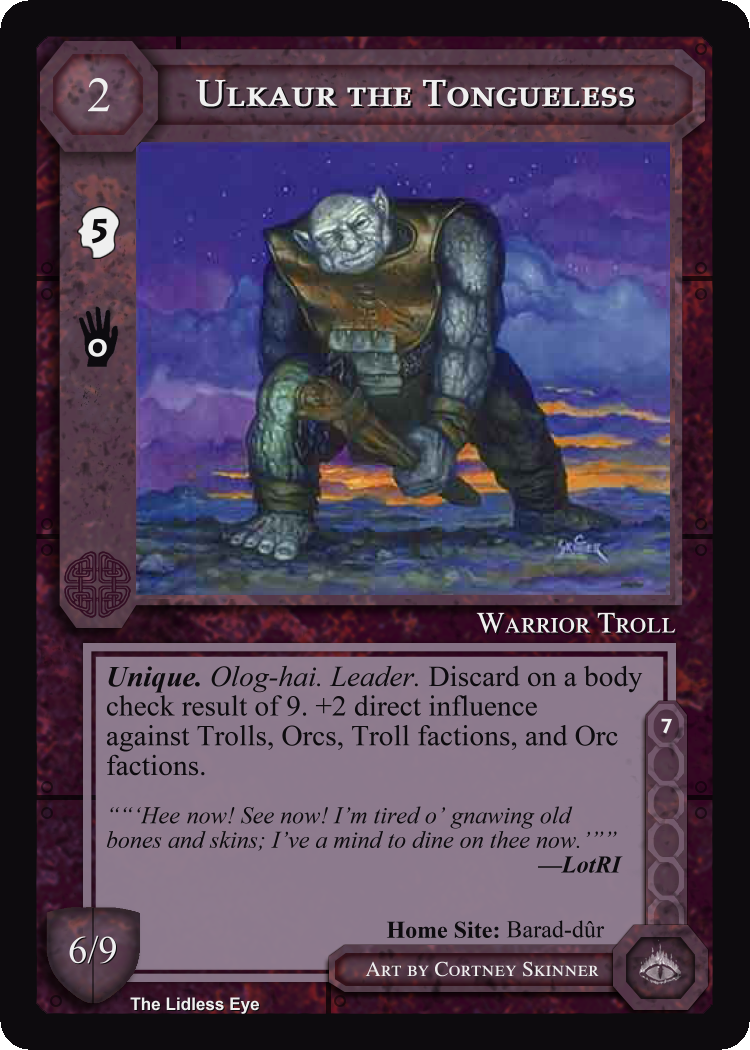 2
ULKAUR THE TONGUELESS
5
0
WARRIOR TROLL
Unique. Olog-hai. Leader. Discard on a body
check result of 9. +2 direct influence
against Trolls, Orcs, Troll factions, and Orc
factions.
7
““‘Hee now! See now! I’m tired o’ gnawing old
bones and skins; I’ve a mind to dine on thee now.’””
—LotRI
Home Site: Barad-dûr
6/9
ART BY CORTNEY SKINNER
The Lidless Eye